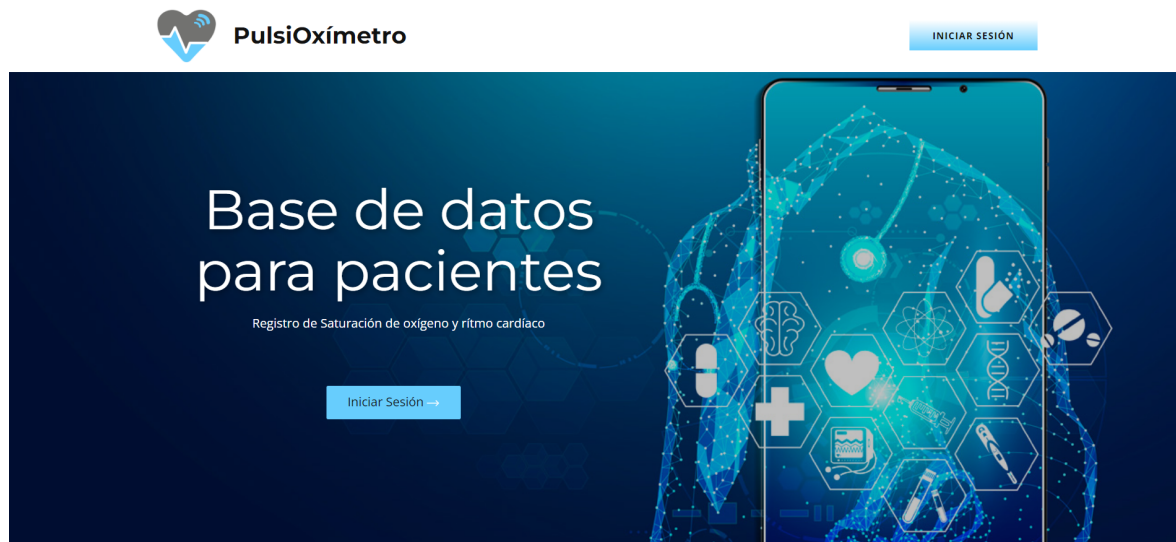 PulsiOxímetro
INICIAR SESIÓN
Base de datos
para pacientes
Registro de Saturación de oxígeno y rítmo cardíaco
Iniciar Sesión →